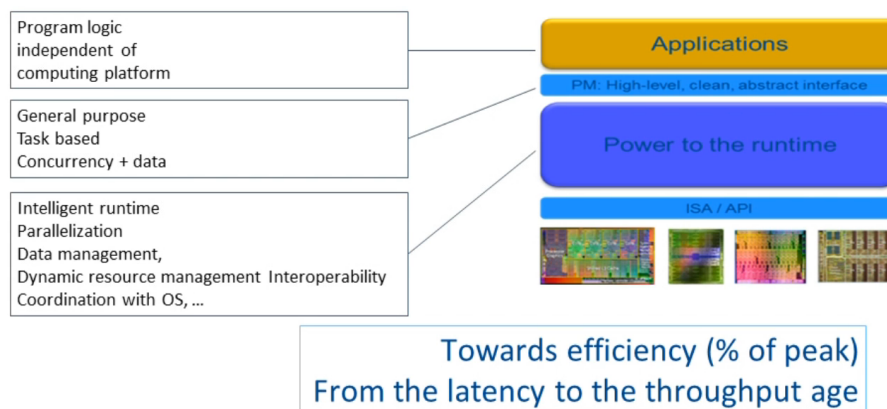 Program logic
independent of
computing platform
General purpose
Task based
Concurrency + data
Intelligent runtime
Parallelization
Data management,
Dynamic resource management Interoperability
Coordination with OS, ...
Applications
PM: High-level, clean, abstract interface
Power to the runtime
ISA / API
Towards efficiency (% of peak)
From the latency to the throughput age